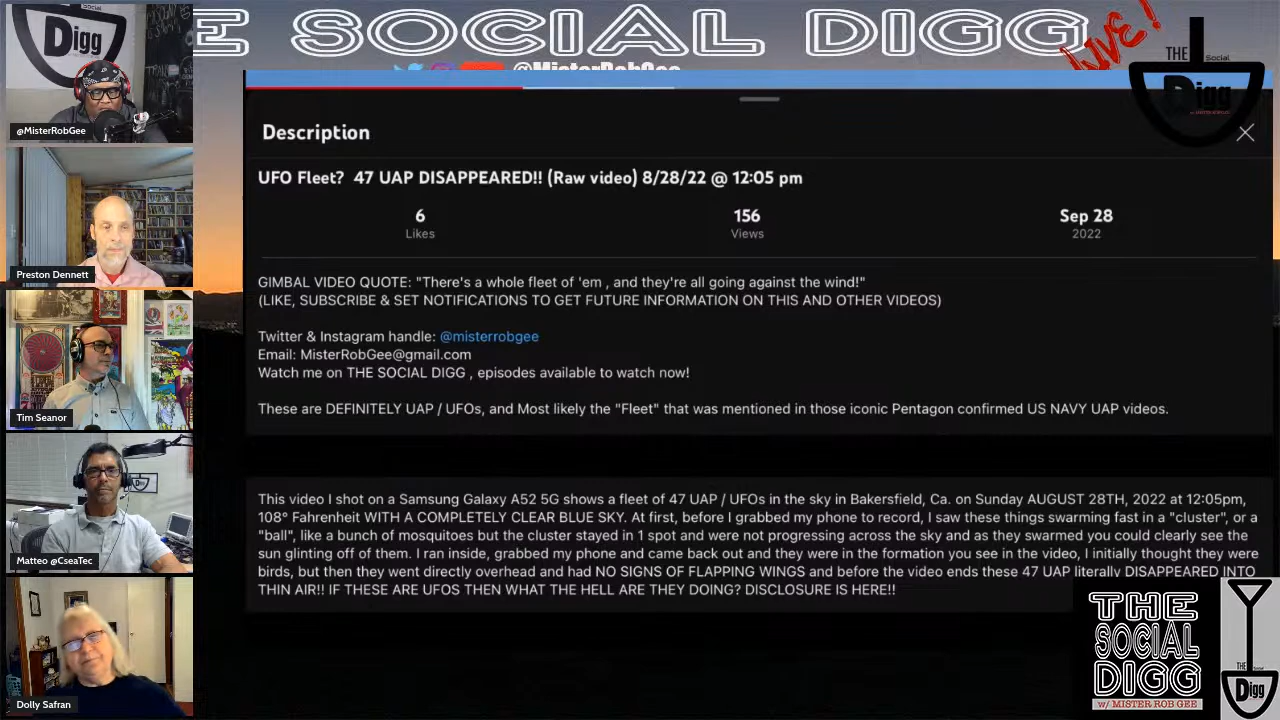 THE SOCIAL DIGG
LIVE!
@MisterRobGee
THE Social
Digg
Social
Digg
@MisterRobGee
Preston Dennett
Tim Seanor
Matteo @CseaTec
Dolly Safran
Description
UFO Fleet? 47 UAP DISAPPEARED!! (Raw video) 8/28/22 @ 12:05 pm
6
Likes
156
Views
Sep 28
2022
GIMBAL VIDEO QUOTE: "There's a whole fleet of 'em , and they're all going against the wind!"
(LIKE, SUBSCRIBE & SET NOTIFICATIONS TO GET FUTURE INFORMATION ON THIS AND OTHER VIDEOS)
Twitter & Instagram handle: @misterrobgee
Email: MisterRobGee@gmail.com
Watch me on THE SOCIAL DIGG , episodes available to watch now!
These are DEFINITELY UAP / UFOs, and Most likely the "Fleet" that was mentioned in those iconic Pentagon confirmed US NAVY UAP videos.
This video I shot on a Samsung Galaxy A52 5G shows a fleet of 47 UAP / UFOs in the sky in Bakersfield, Ca. on Sunday AUGUST 28TH, 2022 at 12:05pm,
108° Fahrenheit WITH A COMPLETELY CLEAR BLUE SKY. At first, before I grabbed my phone to record, I saw these things swarming fast in a "cluster", or a
"ball", like a bunch of mosquitoes but the cluster stayed in 1 spot and were not progressing across the sky and as they swarmed you could clearly see the
sun glinting off of them. I ran inside, grabbed my phone and came back out and they were in the formation you see in the video, I initially thought they were
birds, but then they went directly overhead and had NO SIGNS OF FLAPPING WINGS and before the video ends these 47 UAP literally DISAPPEARED INTO
THIN AIR!! IF THESE ARE UFOS THEN WHAT THE HELL ARE THEY DOING? DISCLOSURE IS HERE!!
THE
SOCIAL
DIGG
w/ MISTER ROB GEE
THE Social
Digg